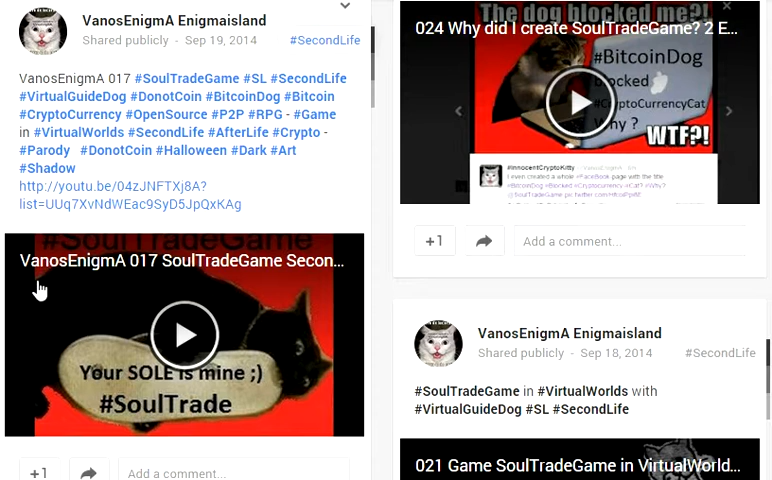 VanosEnigmA Enigmaisland
Shared publicly - Sep 19, 2014 #SecondLife
VanosEnigmA 017 #SoulTradeGame #SL #SecondLife
#VirtualGuideDog #DonotCoin #BitcoinDog #Bitcoin
#CryptoCurrency #OpenSource #P2P #RPG - #Game
in #VirtualWorlds #SecondLife #AfterLife #Crypto -
#Parody #DonotCoin #Halloween #Dark #Art
#Shadow
http://youtu.be/04zJNFTXj8A?
list=UUq7XvNdWEac9SyD5JpQxKAg
#SoulTradeGame
VanosEnigmA 017 SoulTradeGame Secon...
Your SOLE is mine ;)
#SoulTrade
+1 Add a comment...
The dog blocked me?!
024 Why did I create SoulTradeGame? 2 E...
#BitcoinDog
blocked
#CryptoCurrencyCat
Why ?
WTF?!
#InnocentCryptoKitty
I even created a whole #FaceBook page with the title
#BitcoinDog #Blocked #Cryptocurrency #Cat? #Why?
+1 Add a comment...
VanosEnigmA Enigmaisland
Shared publicly - Sep 18, 2014 #SecondLife
#SoulTradeGame in #VirtualWorlds with
#VirtualGuideDog #SL #SecondLife
021 Game SoulTradeGame in VirtualWorld...